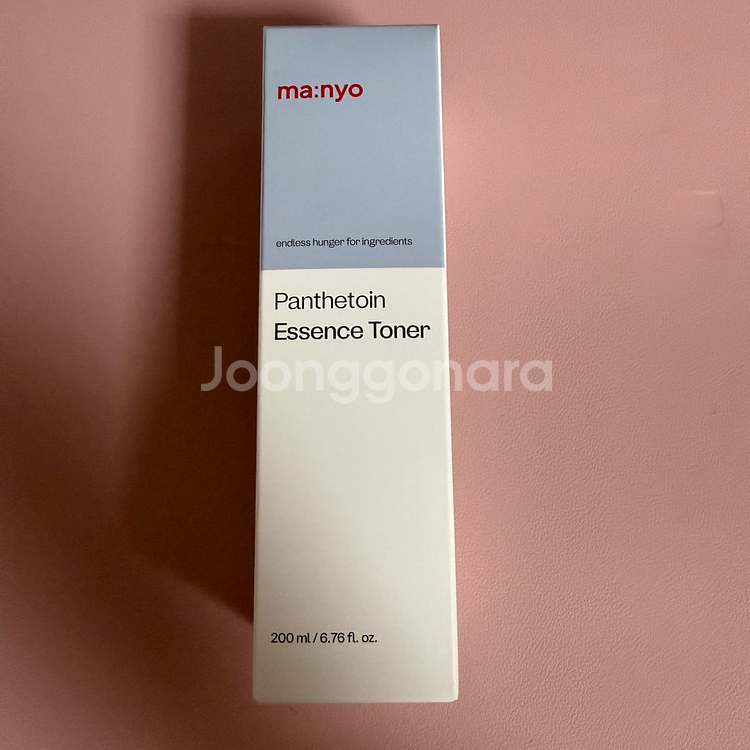 ma:nyo
endless hunger for ingredients
Panthetoin
Essence Toner
Joonggonara
200 ml / 6.76 fl. oz.